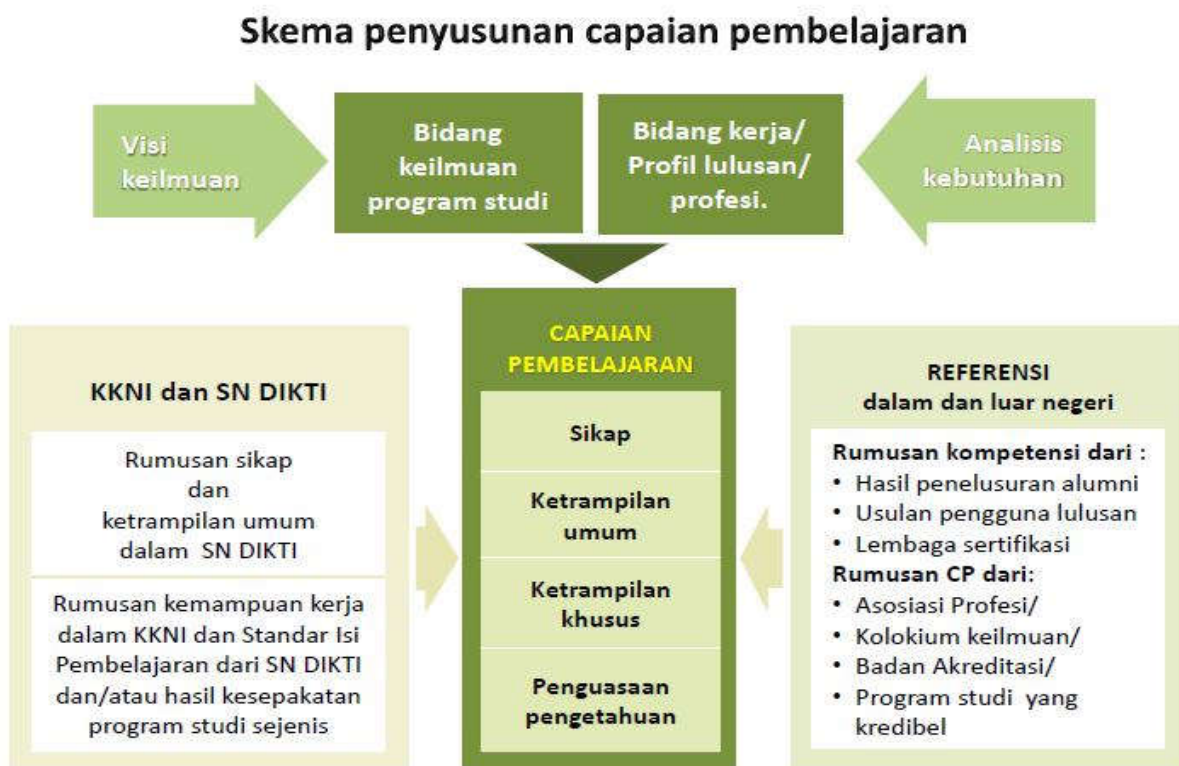 Skema penyusunan capaian pembelajaran
Visi
keilmuan
Bidang
keilmuan
program studi
Bidang kerja/
Profil lulusan/
profesi.
Analisis
kebutuhan
KKNI dan SN DIKTI
Rumusan sikap
dan
ketrampilan umum
dalam SN DIKTI
Rumusan kemampuan kerja
dalam KKNI dan Standar Isi
Pembelajaran dari SN DIKTI
dan/atau hasil kesepakatan
program studi sejenis
CAPAIAN
PEMBELAJARAN
Sikap
Ketrampilan
umum
Ketrampilan
khusus
Penguasaan
pengetahuan
REFERENSI
dalam dan luar negeri
Rumusan kompetensi dari :
• Hasil penelusuran alumni
• Usulan pengguna lulusan
• Lembaga sertifikasi
Rumusan CP dari:
• Asosiasi Profesi/
• Kolokium keilmuan/
• Badan Akreditasi/
• Program studi yang
kredibel